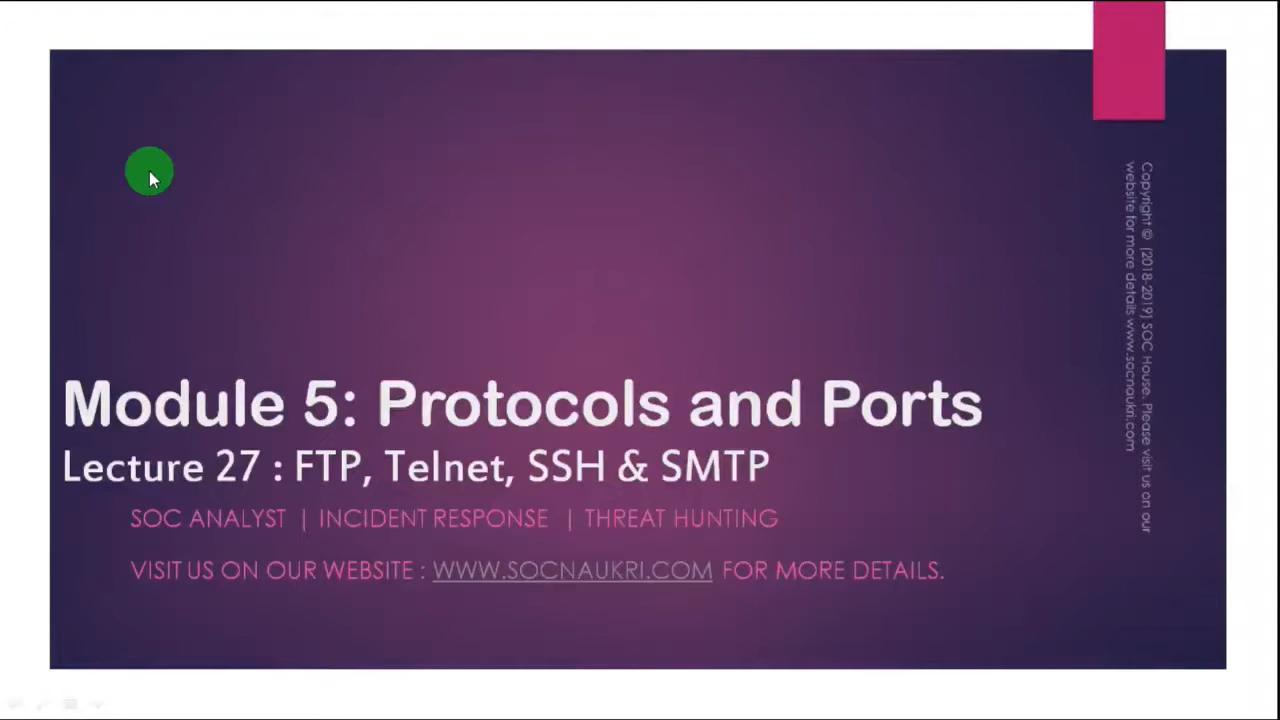 Module 5: Protocols and Ports
Lecture 27 : FTP, Telnet, SSH & SMTP
SOC ANALYST | INCIDENT RESPONSE | THREAT HUNTING
VISIT US ON OUR WEBSITE : WWW.SOCNAUKRI.COM FOR MORE DETAILS.
Copyright © [2018-2019] SOC House. Please visit us on our
website for more details www.socnaukri.com